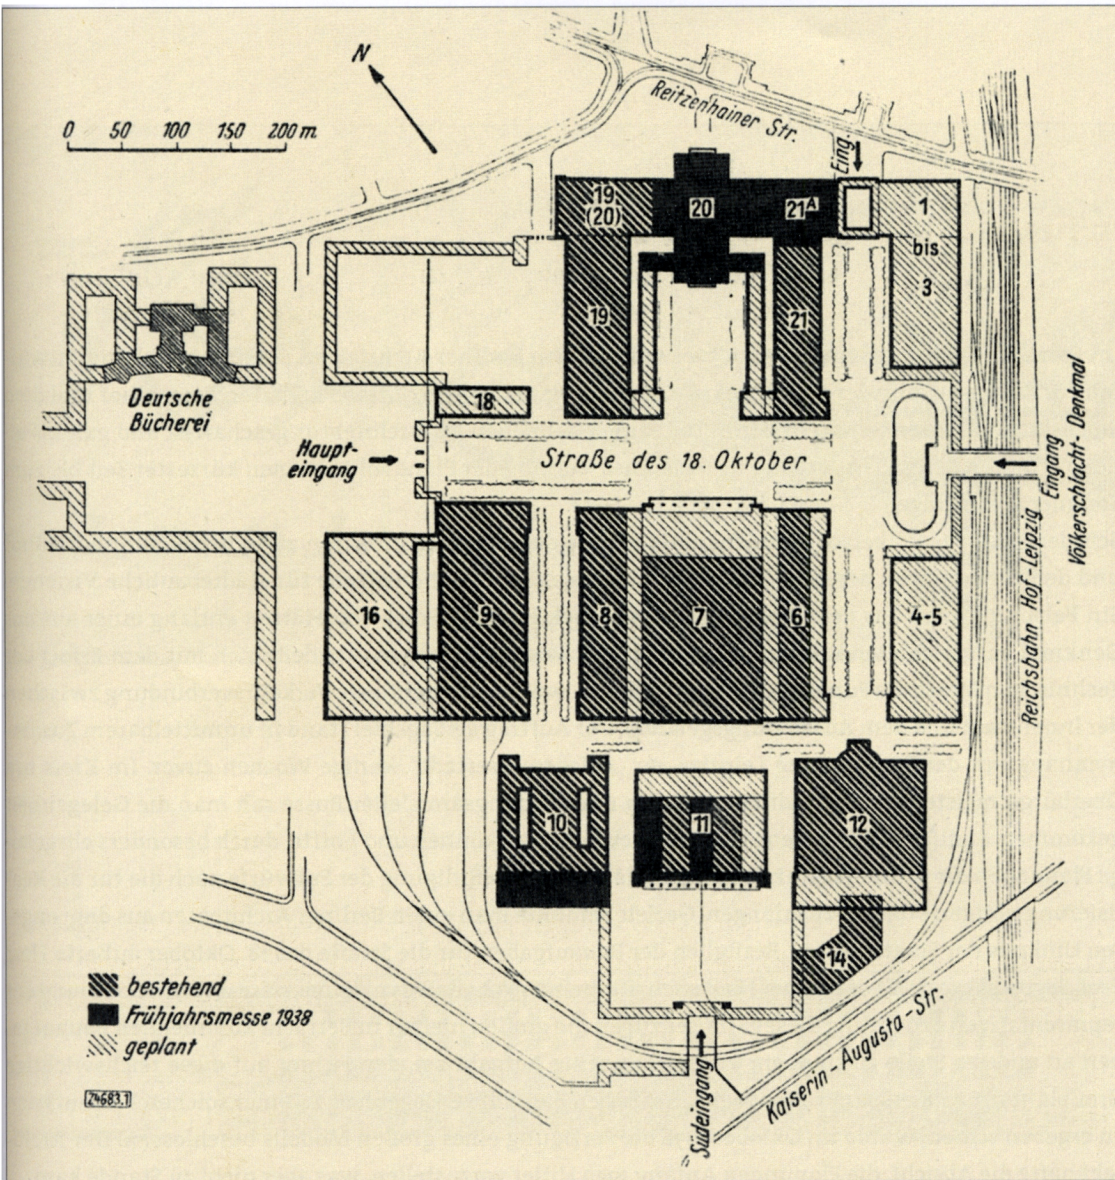 N
0 50 100 150 200 m
Reitzenhainer Str.
Eing.
19
(20)
20
21A
1
bis
3
19
21
Deutsche
Bücherei
18
Haupt-
eingang
Straße des 18. Oktober
Eingang
Völkerschlacht-Denkmal
Reichsbahn Hof-Leipzig
16
9
8
7
6
4-5
10
11
12
14
bestehend
Frühjahrsmesse 1938
geplant
Z4683.1
Südeingang
Kaiserin-Augusta-Str.